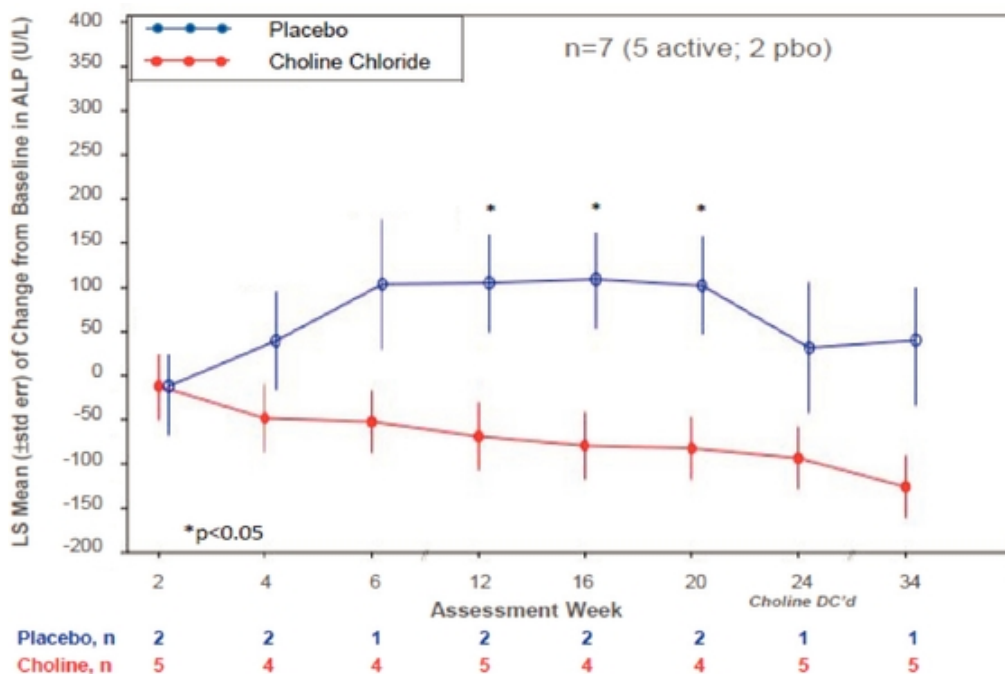 LS Mean (±std err) of Change from Baseline in ALP (U/L)
400
350
300
250
200
150
100
50
0
-50
-100
-150
-200
Placebo
Choline Chloride
n=7 (5 active; 2 pbo)
* * *
*p<0.05
2 4 6 12 16 20 24 34
Choline DC'd
Assessment Week
Placebo, n 2 2 1 2 2 2 1 1
Choline, n 5 4 4 5 4 4 5 5